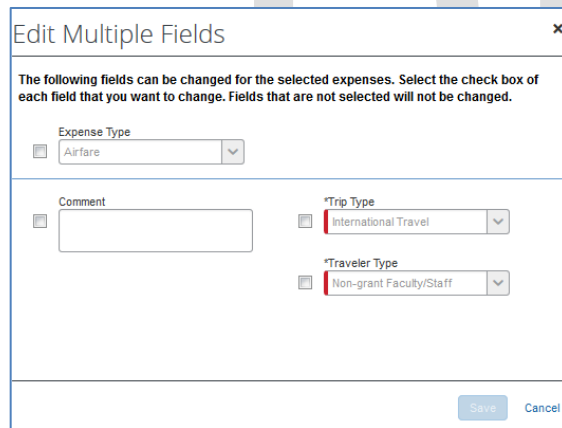 Edit Multiple Fields
The following fields can be changed for the selected expenses. Select the check box of
each field that you want to change. Fields that are not selected will not be changed.
Expense Type
Airfare
Comment
*Trip Type
International Travel
*Traveler Type
Non-grant Faculty/Staff
Save
Cancel